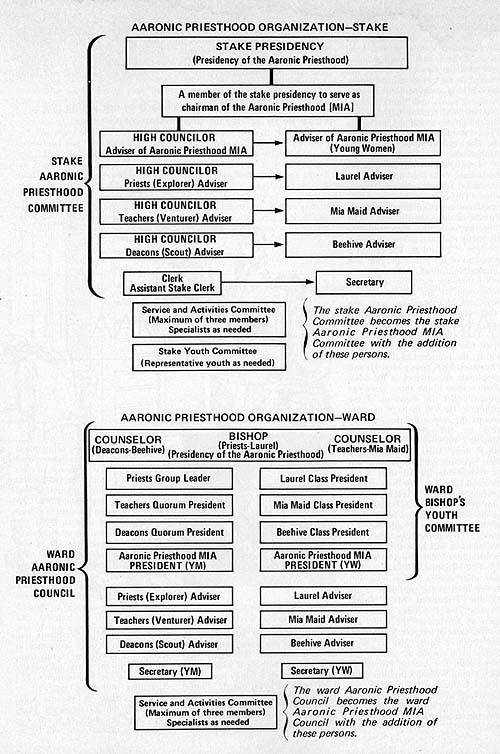 AARONIC PRIESTHOOD ORGANIZATION—STAKE
STAKE PRESIDENCY
(Presidency of the Aaronic Priesthood)
A member of the stake presidency to serve as
chairman of the Aaronic Priesthood [MIA]
STAKE
AARONIC
PRIESTHOOD
COMMITTEE
HIGH COUNCILOR
Adviser of Aaronic Priesthood MIA
Adviser of Aaronic Priesthood MIA
(Young Women)
HIGH COUNCILOR
Priests (Explorer) Adviser
Laurel Adviser
HIGH COUNCILOR
Teachers (Venturer) Adviser
Mia Maid Adviser
HIGH COUNCILOR
Deacons (Scout) Adviser
Beehive Adviser
Clerk
Assistant Stake Clerk
Secretary
Service and Activities Committee
(Maximum of three members)
Specialists as needed
Stake Youth Committee
(Representative youth as needed)
The stake Aaronic Priesthood
Committee becomes the stake
Aaronic Priesthood MIA
Committee with the addition
of these persons.
AARONIC PRIESTHOOD ORGANIZATION—WARD
COUNSELOR
(Deacons-Beehive)
BISHOP
(Priests-Laurel)
(Presidency of the Aaronic Priesthood)
COUNSELOR
(Teachers-Mia Maid)
Priests Group Leader
Laurel Class President
Teachers Quorum President
Mia Maid Class President
Deacons Quorum President
Beehive Class President
Aaronic Priesthood MIA
PRESIDENT (YM)
Aaronic Priesthood MIA
PRESIDENT (YW)
WARD
BISHOP'S
YOUTH
COMMITTEE
WARD
AARONIC
PRIESTHOOD
COUNCIL
Priests (Explorer) Adviser
Laurel Adviser
Teachers (Venturer) Adviser
Mia Maid Adviser
Deacons (Scout) Adviser
Beehive Adviser
Secretary (YM)
Secretary (YW)
Service and Activities Committee
(Maximum of three members)
Specialists as needed
The ward Aaronic Priesthood
Council becomes the ward
Aaronic Priesthood MIA
Council with the addition of
these persons.